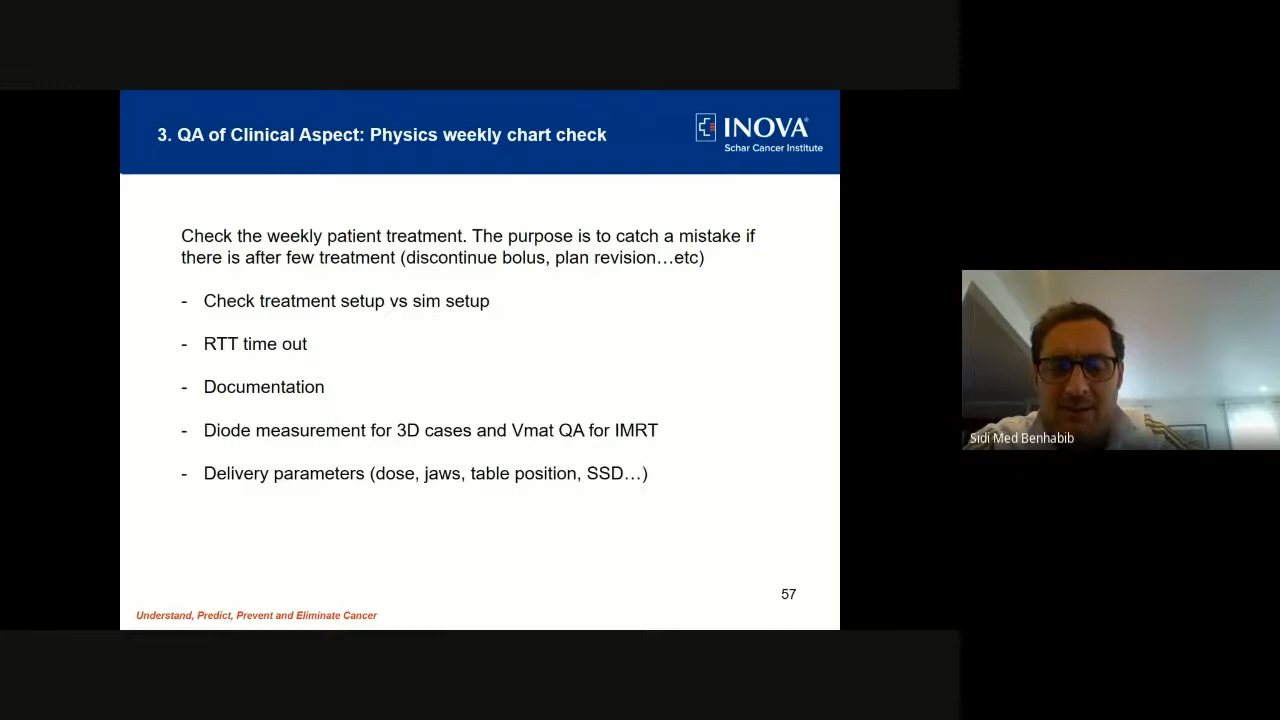 3. QA of Clinical Aspect: Physics weekly chart check
INOVA®
Schar Cancer Institute
Check the weekly patient treatment. The purpose is to catch a mistake if
there is after few treatment (discontinue bolus, plan revision…etc)
- Check treatment setup vs sim setup
- RTT time out
- Documentation
- Diode measurement for 3D cases and Vmat QA for IMRT
- Delivery parameters (dose, jaws, table position, SSD…)
57
Understand, Predict, Prevent and Eliminate Cancer
Sidi Med Benhabib